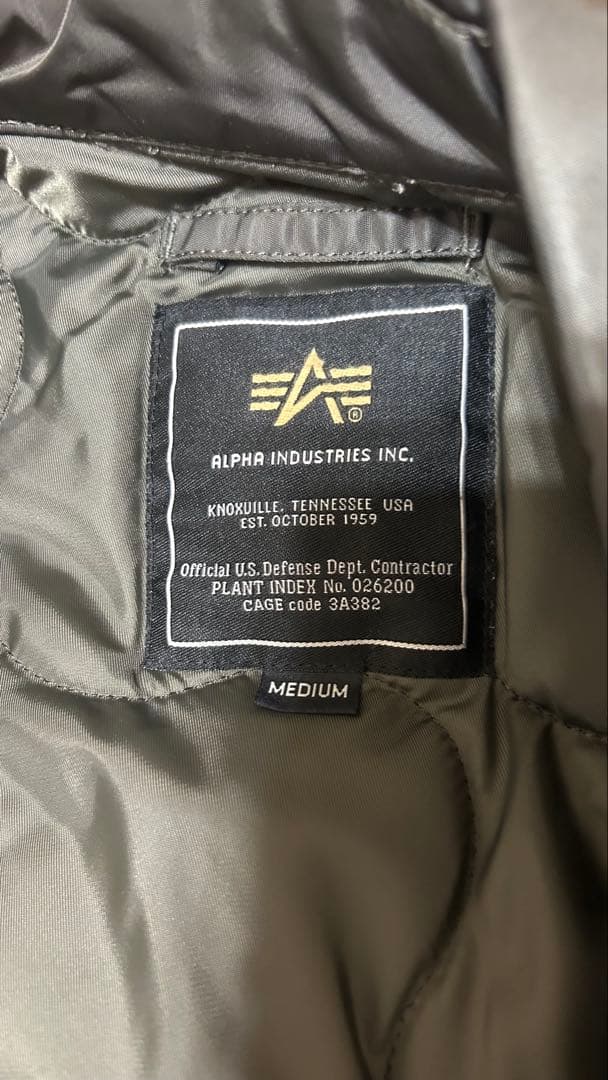 ®
ALPHA INDUSTRIES INC.
KNOXVILLE, TENNESSEE USA
EST. OCTOBER 1959
Official U.S. Defense Dept. Contractor
PLANT INDEX No. 026200
CAGE code 3A382
MEDIUM